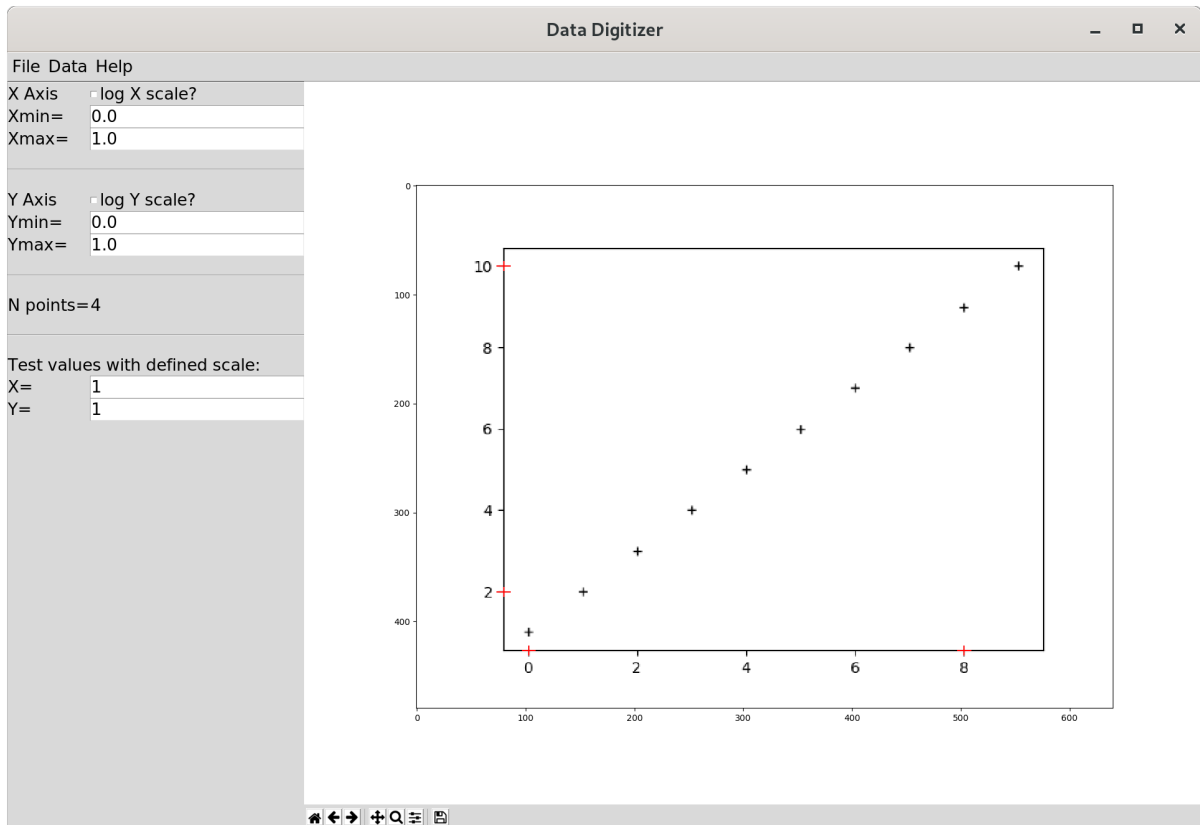 Data Digitizer
File Data Help
X Axis log X scale?
Xmin= 0.0
Xmax= 1.0
Y Axis log Y scale?
Ymin= 0.0
Ymax= 1.0
N points=4
Test values with defined scale:
X= 1
Y= 1
0
10
100
8
200
6
300
4
2
400
0 2 4 6 8
0 100 200 300 400 500 600